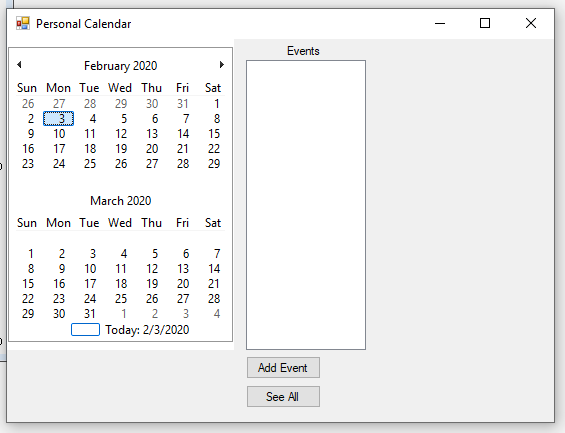 Personal Calendar
February 2020
Sun Mon Tue Wed Thu Fri Sat
26 27 28 29 30 31 1
2 3 4 5 6 7 8
9 10 11 12 13 14 15
16 17 18 19 20 21 22
23 24 25 26 27 28 29
March 2020
Sun Mon Tue Wed Thu Fri Sat
1 2 3 4 5 6 7
8 9 10 11 12 13 14
15 16 17 18 19 20 21
22 23 24 25 26 27 28
29 30 31 1 2 3 4
Today: 2/3/2020
Events
Add Event
See All